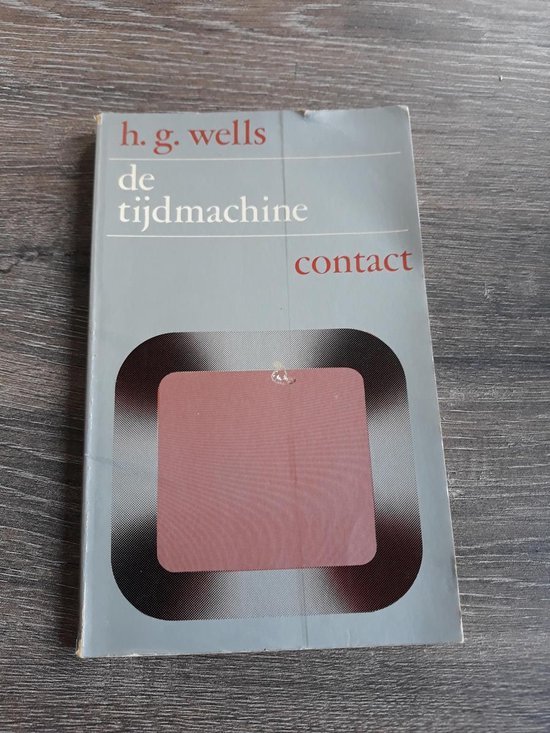 h. g. wells
de
tijdmachine
contact